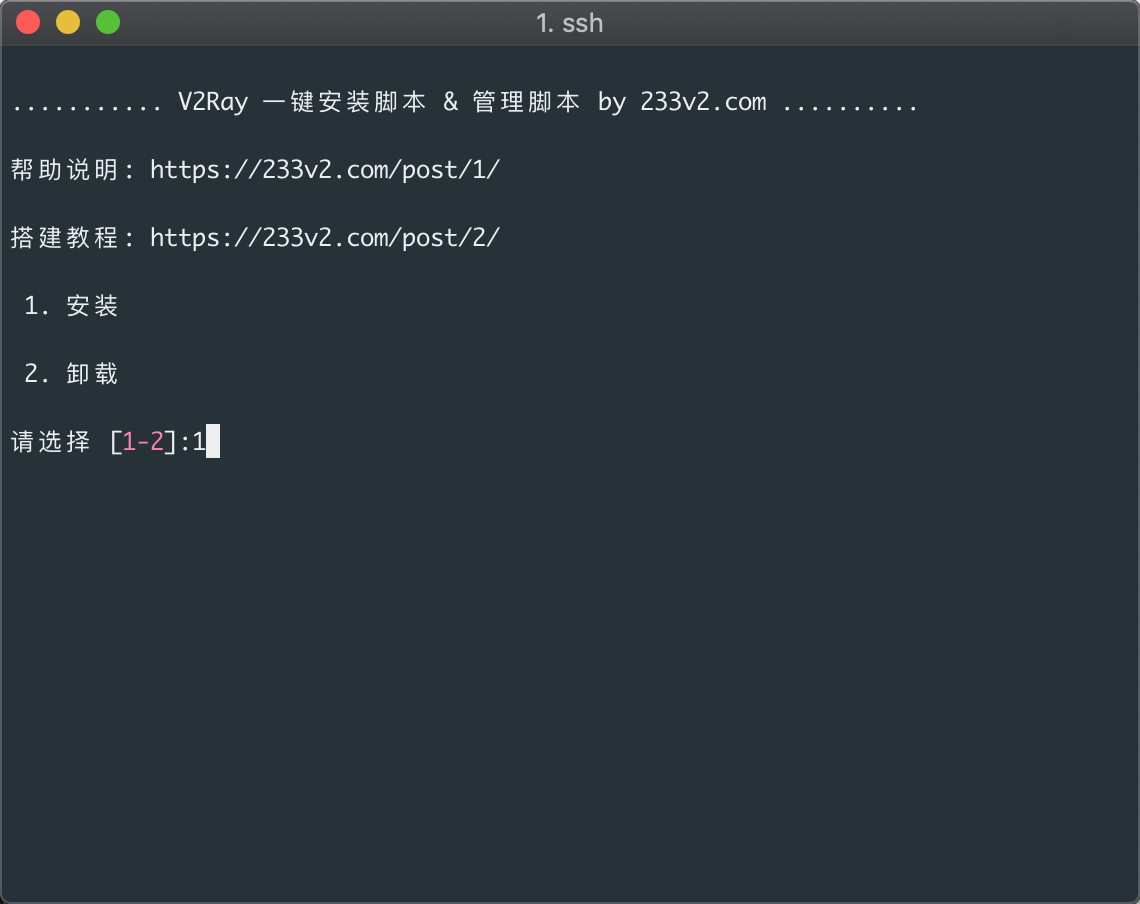 1. ssh
........... V2Ray 一键安装脚本 & 管理脚本 by 233v2.com ..........
帮助说明: https://233v2.com/post/1/
搭建教程: https://233v2.com/post/2/
1. 安装
2. 卸载
请选择 [1-2]:1